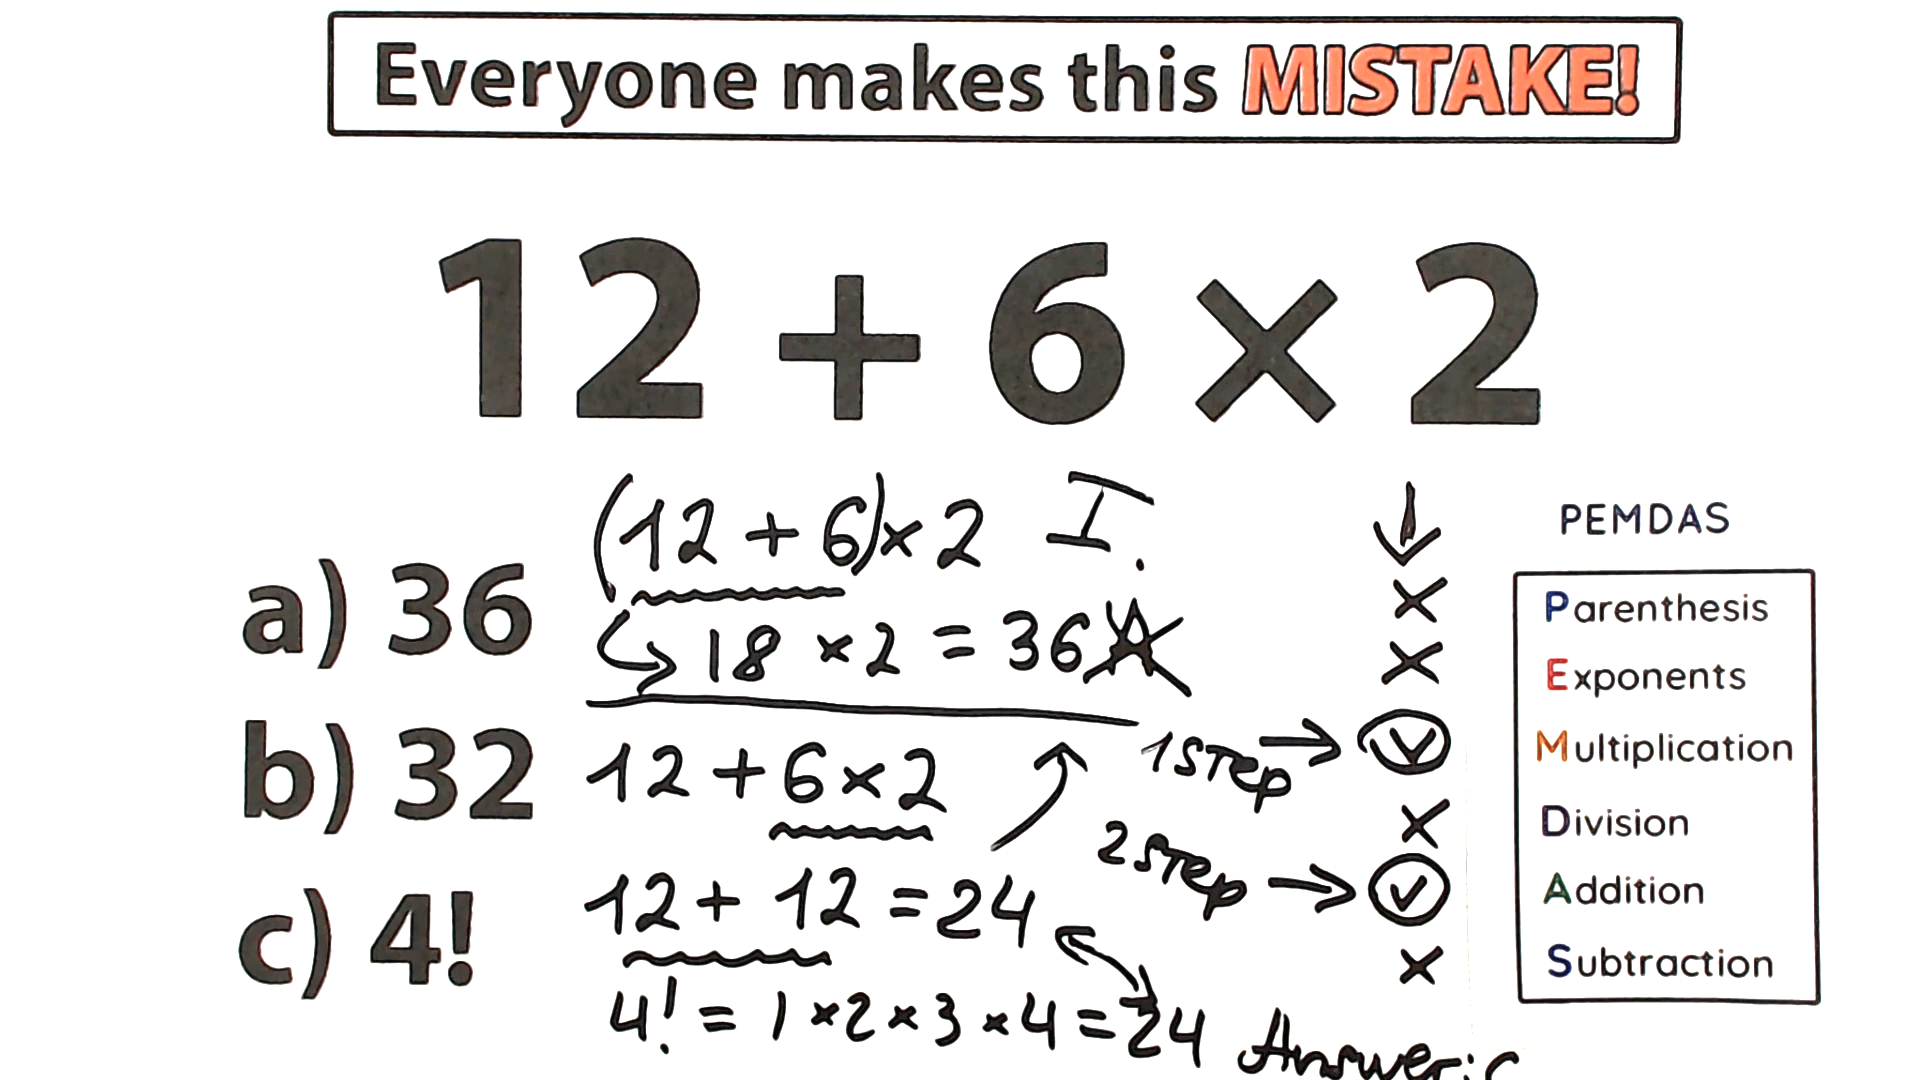 Everyone makes this MISTAKE!
12 + 6 × 2
(12 + 6) × 2 I.
a) 36
18 × 2 = 36 A
b) 32
12 + 6 × 2
c) 4!
12 + 12 = 24
4! = 1 × 2 × 3 × 4 = 24 Answer: c
1 step →
2 step →
PEMDAS
Parenthesis
Exponents
Multiplication
Division
Addition
Subtraction